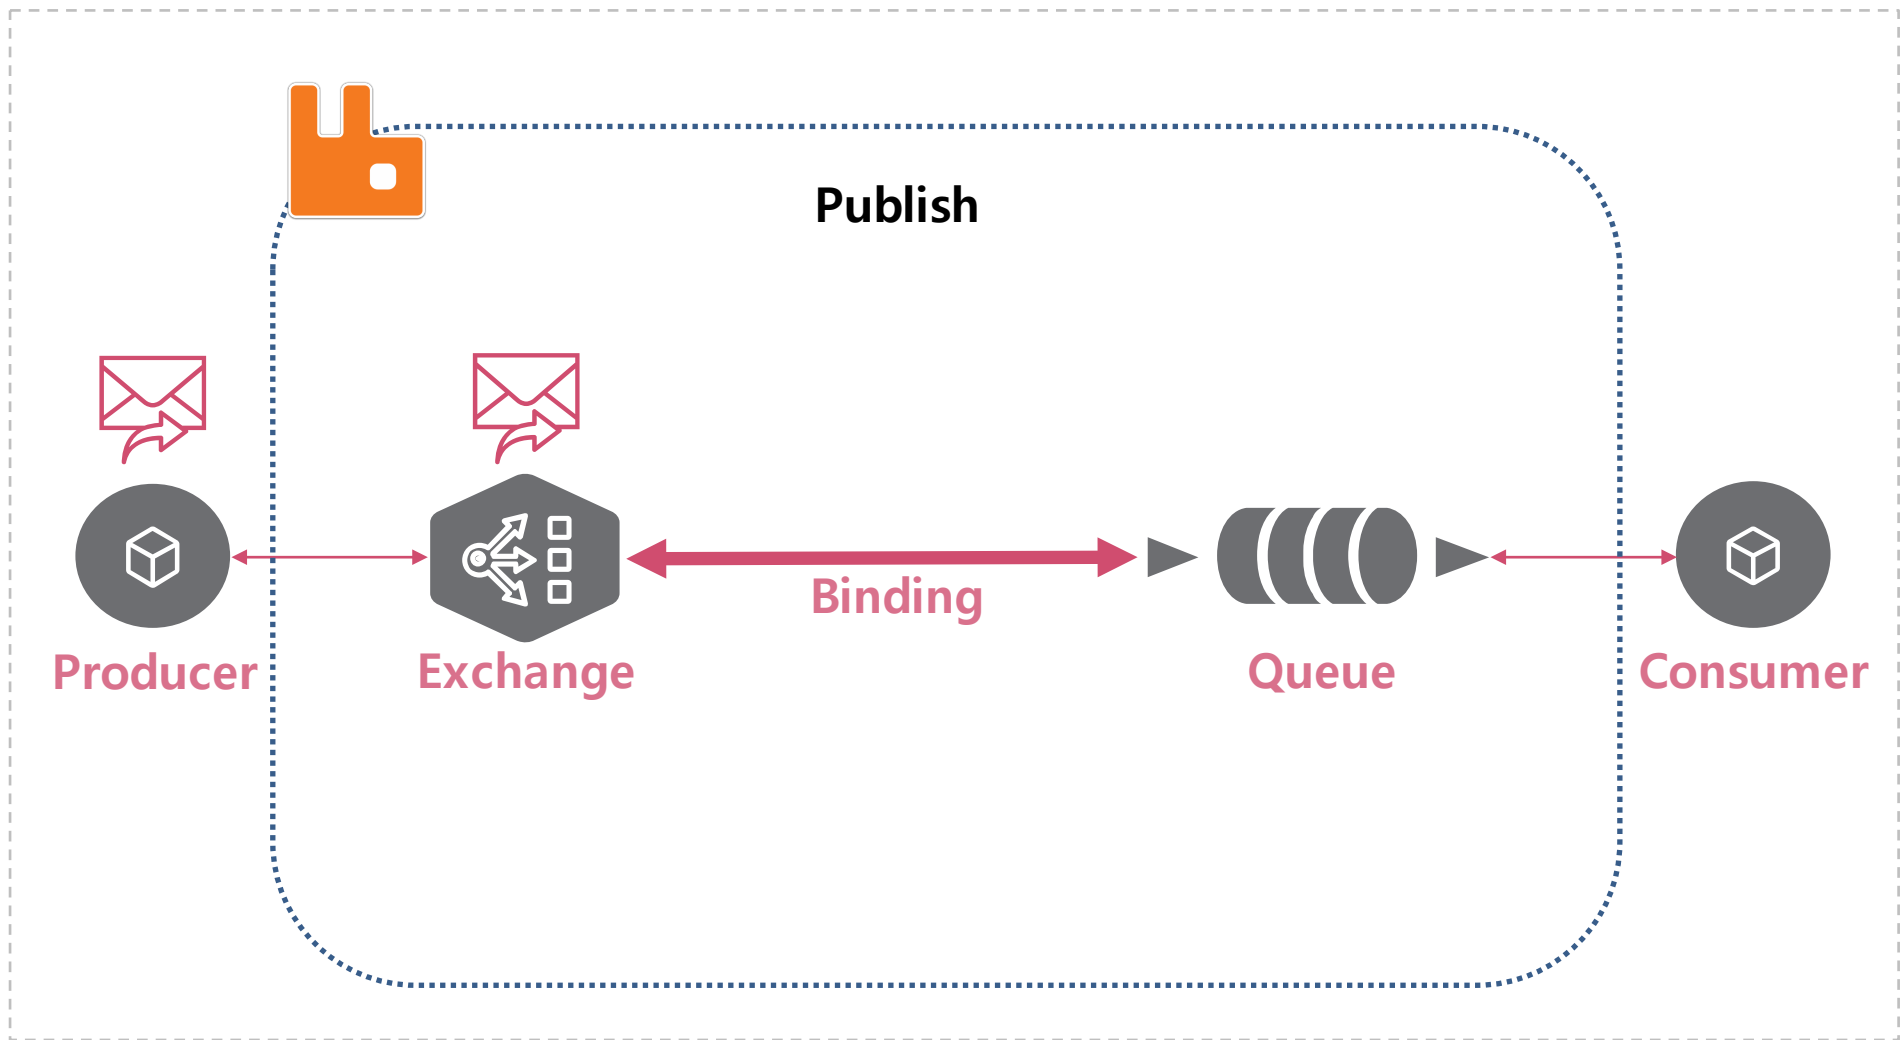 Publish
Binding
Producer
Exchange
Queue
Consumer